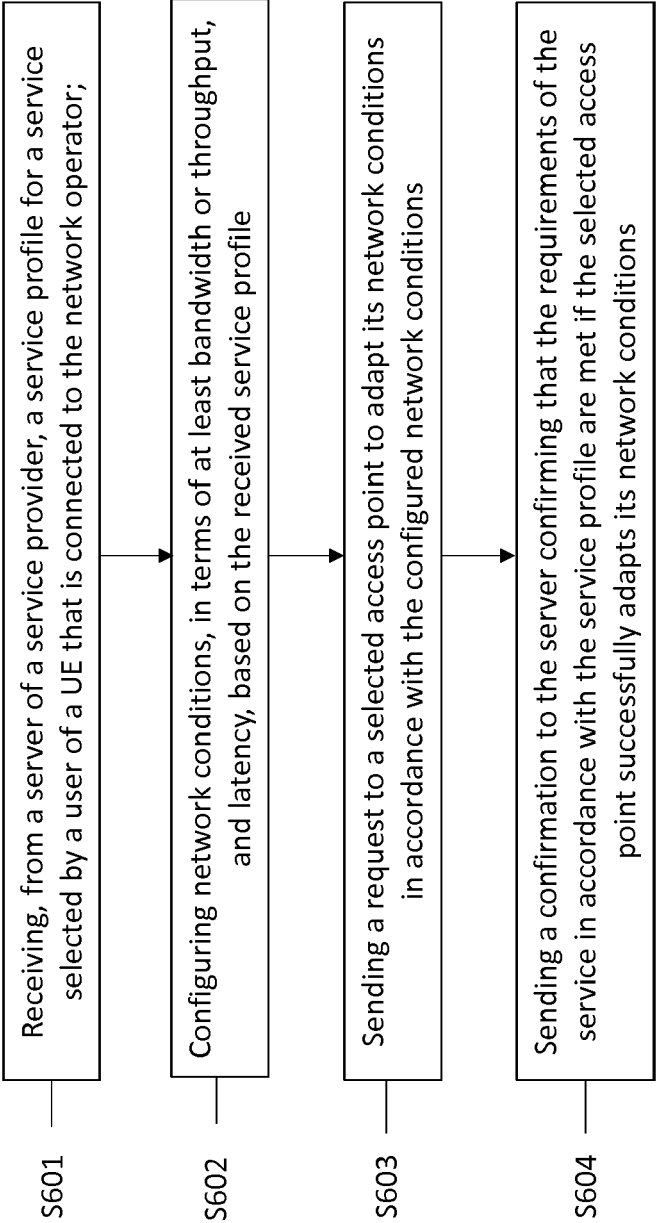 S601
Receiving, from a server of a service provider, a service profile for a service
selected by a user of a UE that is connected to the network operator;
S602
Configuring network conditions, in terms of at least bandwidth or throughput,
and latency, based on the received service profile
S603
Sending a request to a selected access point to adapt its network conditions
in accordance with the configured network conditions
S604
Sending a confirmation to the server confirming that the requirements of the
service in accordance with the service profile are met if the selected access
point successfully adapts its network conditions